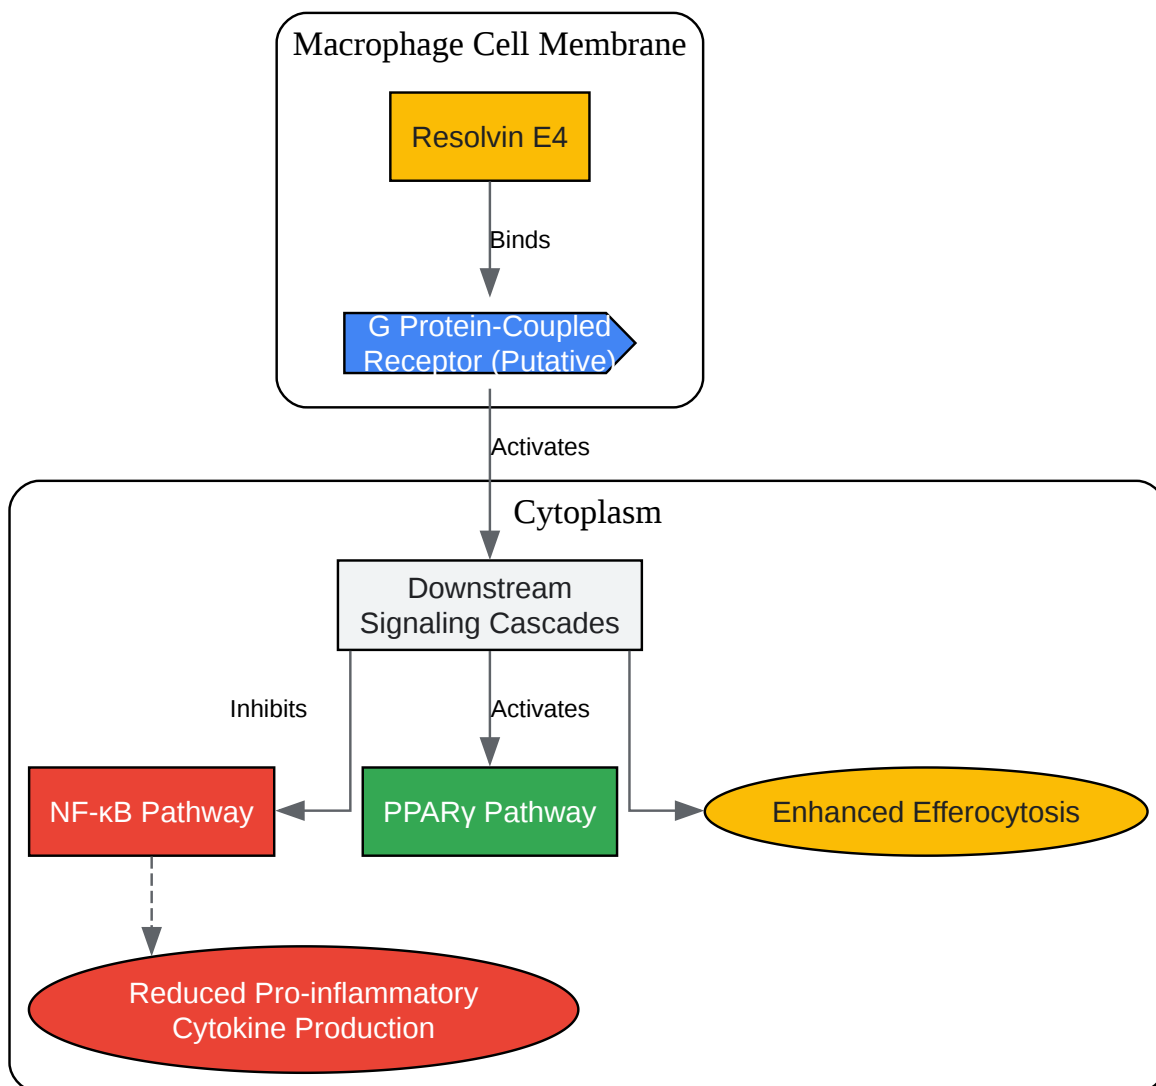 Macrophage Cell Membrane
Resolvin E4
Binds
G Protein-Coupled
Receptor (Putative)
Activates
Cytoplasm
Downstream
Signaling Cascades
Inhibits
Activates
NF-κB Pathway
PPARγ Pathway
Enhanced Efferocytosis
Reduced Pro-inflammatory
Cytokine Production